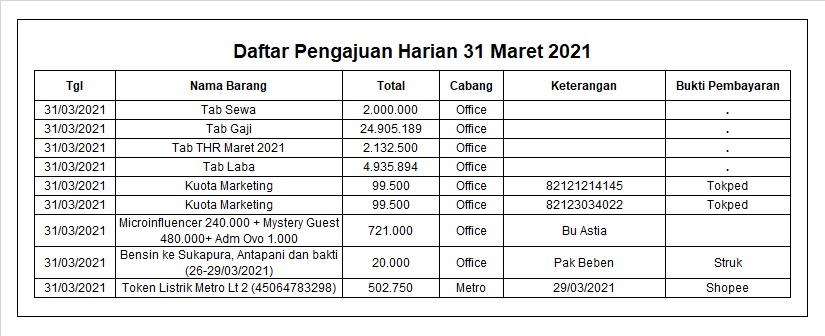 Daftar Pengajuan Harian 31 Maret 2021
Tgl Nama Barang Total Cabang Keterangan Bukti Pembayaran
31/03/2021 Tab Sewa 2.000.000 Office .
31/03/2021 Tab Gaji 24.905.189 Office .
31/03/2021 Tab THR Maret 2021 2.132.500 Office .
31/03/2021 Tab Laba 4.935.894 Office .
31/03/2021 Kuota Marketing 99.500 Office 82121214145 Tokped
31/03/2021 Kuota Marketing 99.500 Office 82123034022 Tokped
31/03/2021 Microinfluencer 240.000 + Mystery Guest
480.000+ Adm Ovo 1.000 721.000 Office Bu Astia
31/03/2021 Bensin ke Sukapura, Antapani dan bakti
(26-29/03/2021) 20.000 Office Pak Beben Struk
31/03/2021 Token Listrik Metro Lt 2 (45064783298) 502.750 Metro 29/03/2021 Shopee